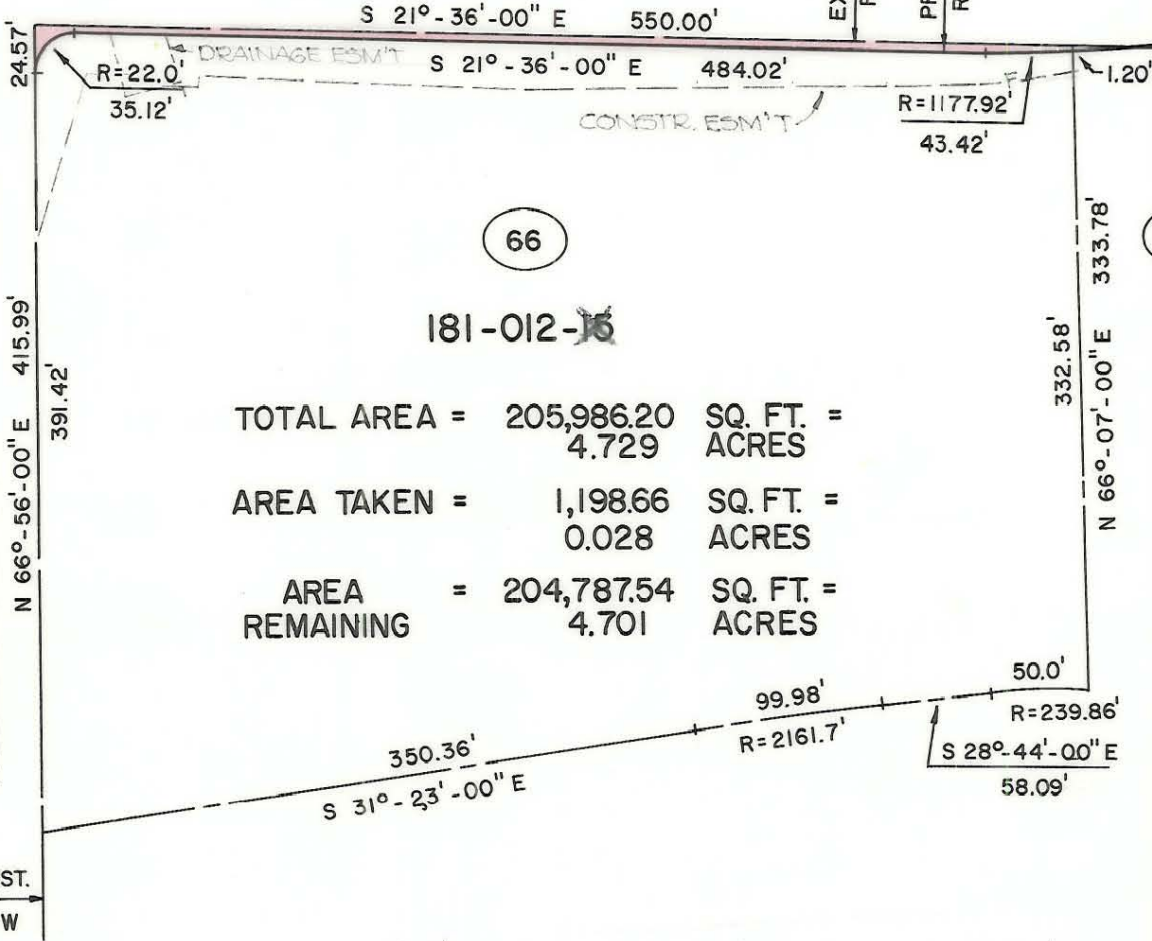 S 21°-36'-00" E 550.00'
EX
PR
R
24.57'
R=22.0'
35.12'
DRAINAGE ESM'T
S 21°-36'-00" E 484.02'
CONSTR. ESM'T
R=1177.92'
43.42'
1.20'
66
181-012-
N 66°-56'-00" E 415.99'
391.42'
332.58'
N 66°-07'-00" E 333.78'
TOTAL AREA = 205,986.20 SQ. FT. =
4.729 ACRES
AREA TAKEN = 1,198.66 SQ. FT. =
0.028 ACRES
AREA = 204,787.54 SQ. FT. =
REMAINING 4.701 ACRES
350.36'
S 31°-23'-00" E
99.98'
R=2161.7'
50.0'
R=239.86'
S 28°-44'-00" E
58.09'
ST.
W